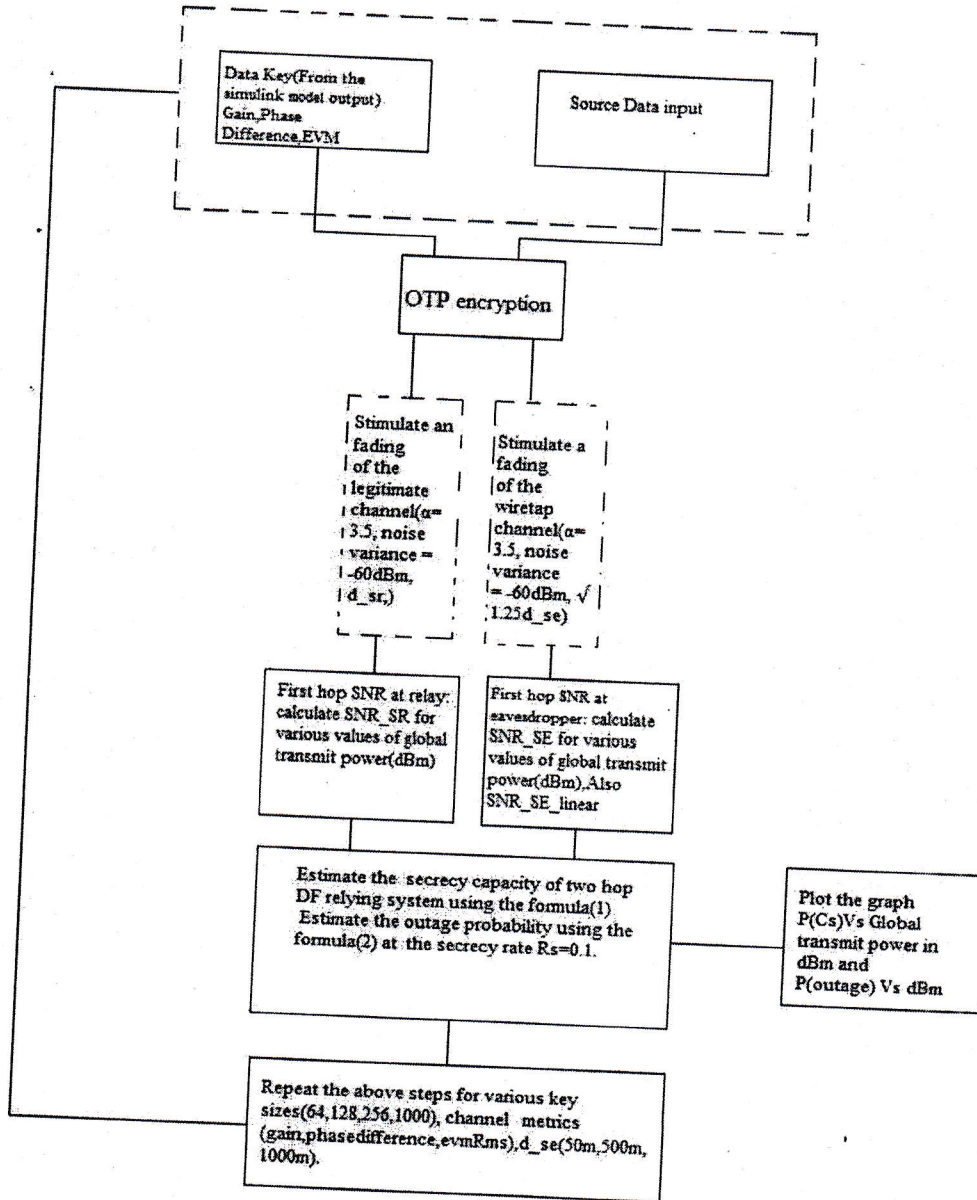 Data Key(From the
simulink model output)
Gain,Phase
Difference,EVM
Source Data input
OTP encryption
Stimulate an
fading
of the
legitimate
channel(α=
3.5, noise
variance =
-60dBm,
d_sr,)
Stimulate a
fading
of the
wiretap
channel(α=
3.5, noise
variance
= -60dBm, √
1.25d_se)
First hop SNR at relay:
calculate SNR_SR for
various values of global
transmit power(dBm)
First hop SNR at
eavesdropper: calculate
SNR_SE for various
values of global transmit
power(dBm),Also
SNR_SE_linear
Estimate the secrecy capacity of two hop
DF relying system using the formula(1)
Estimate the outage probability using the
formula(2) at the secrecy rate Rs=0.1.
Plot the graph
P(Cs)Vs Global
transmit power in
dBm and
P(outage) Vs dBm
Repeat the above steps for various key
sizes(64,128,256,1000), channel metrics
(gain,phasedifference,evmRms),d_se(50m,500m,
1000m).